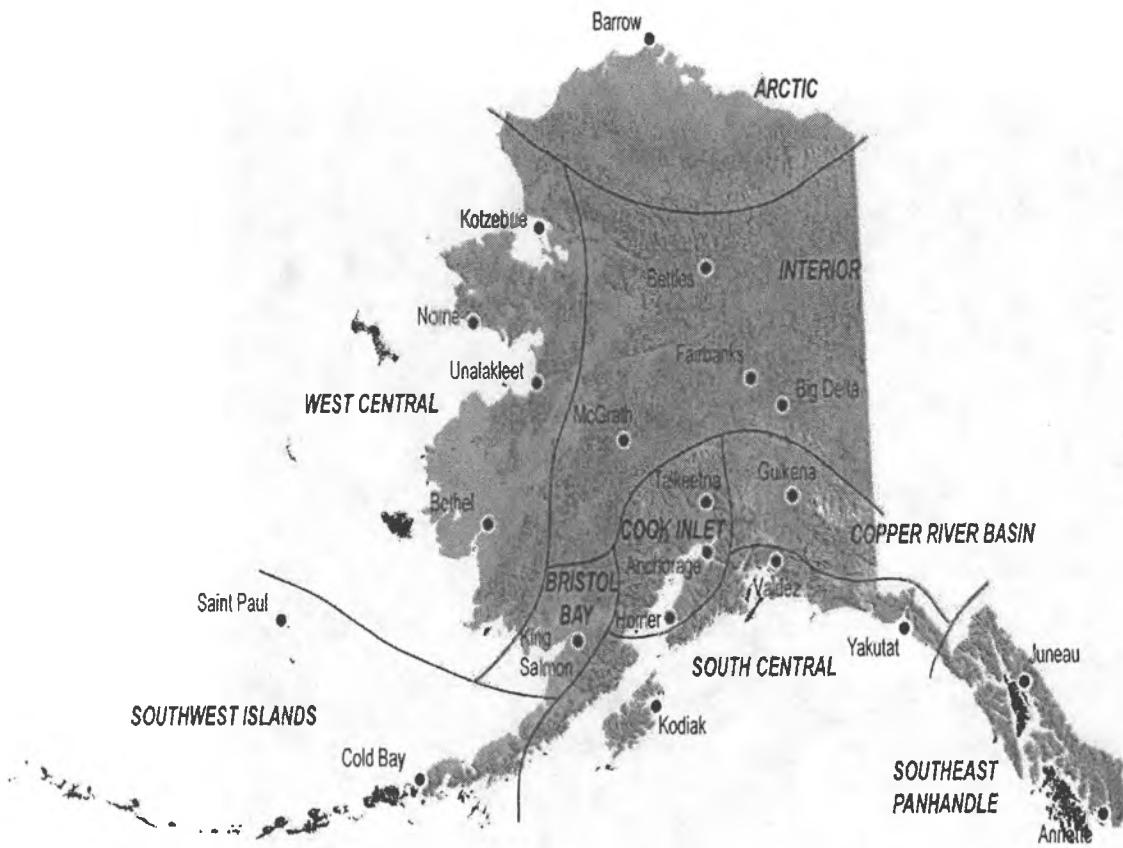 Barrow
ARCTIC
Kotzebue
Bettles
INTERIOR
Nome
Fairbanks
Unalakleet
Big Delta
WEST CENTRAL
McGrath
Talkeetna
Gulkana
Bethel
COOK INLET
COPPER RIVER BASIN
Anchorage
BRISTOL
BAY
Valdez
Saint Paul
Homer
King
Salmon
Yakutat
Juneau
SOUTH CENTRAL
SOUTHWEST ISLANDS
Kodiak
Cold Bay
SOUTHEAST
PANHANDLE
Annette